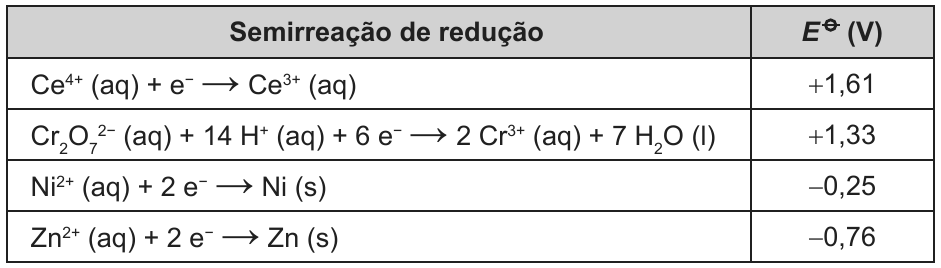 Semirreação de redução E⦵ (V)
Ce⁴⁺ (aq) + e⁻ ⟶ Ce³⁺ (aq) +1,61
Cr₂O₇²⁻ (aq) + 14 H⁺ (aq) + 6 e⁻ ⟶ 2 Cr³⁺ (aq) + 7 H₂O (l) +1,33
Ni²⁺ (aq) + 2 e⁻ ⟶ Ni (s) −0,25
Zn²⁺ (aq) + 2 e⁻ ⟶ Zn (s) −0,76